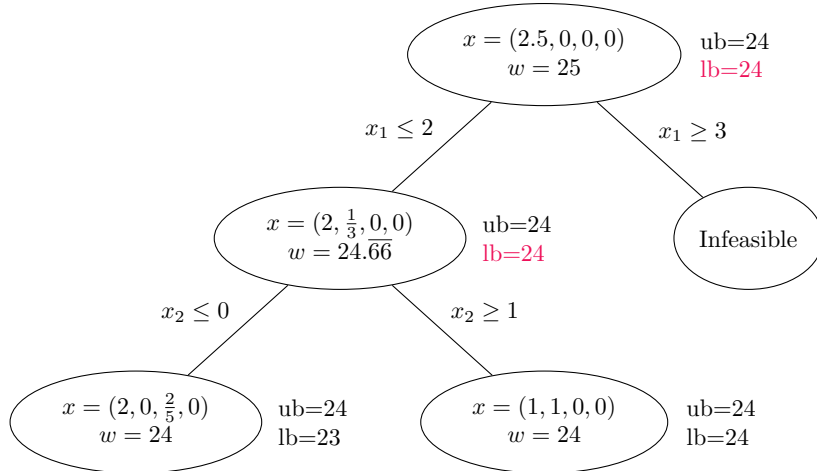 x = (2.5, 0, 0, 0)
w = 25
ub=24
lb=24
x₁ ≤ 2
x₁ ≥ 3
x = (2, 1/3, 0, 0)
w = 24.6̅6̅
ub=24
lb=24
Infeasible
x₂ ≤ 0
x₂ ≥ 1
x = (2, 0, 2/5, 0)
w = 24
ub=24
lb=23
x = (1, 1, 0, 0)
w = 24
ub=24
lb=24